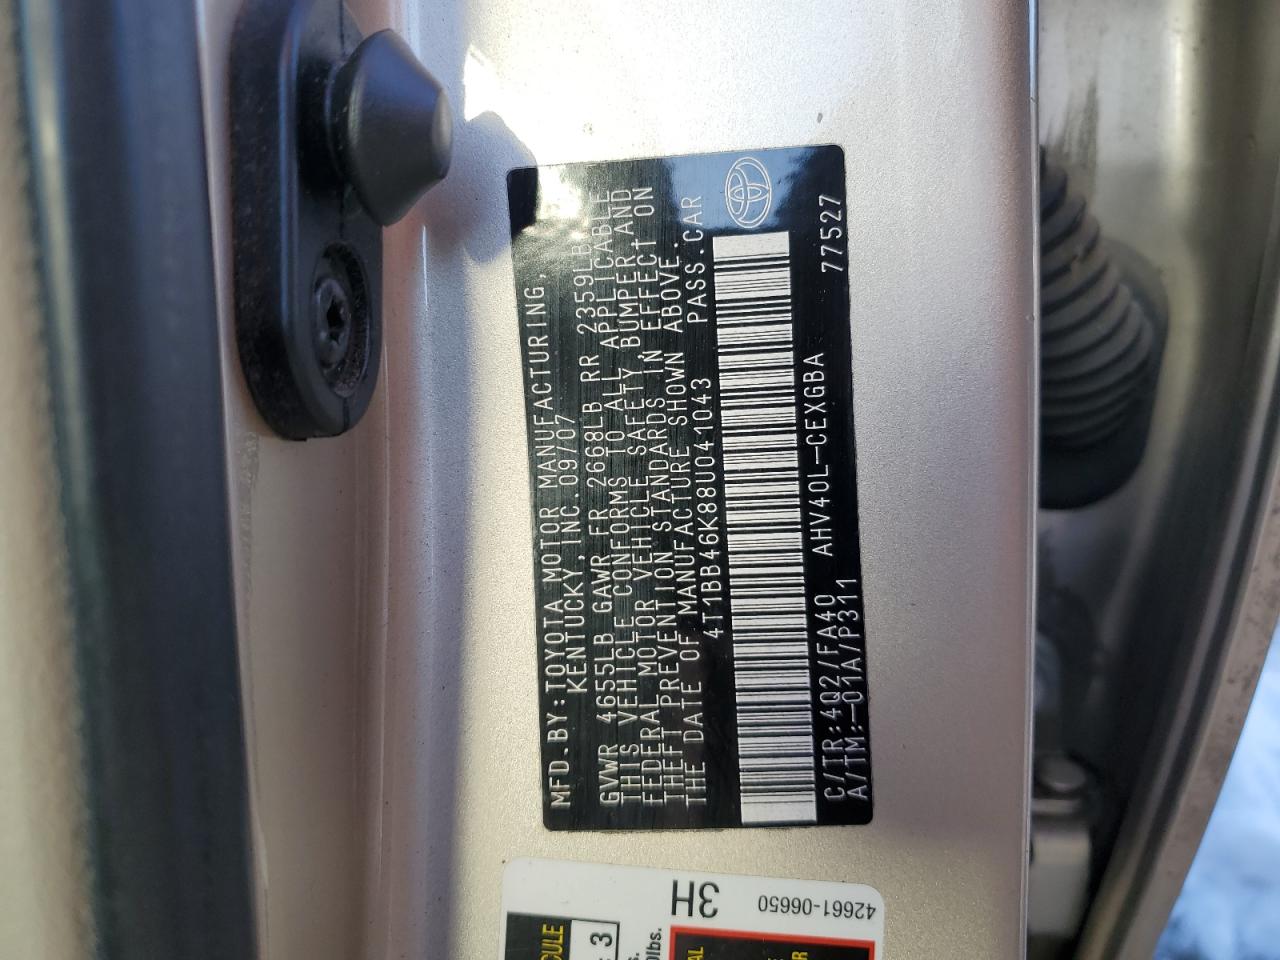 MFD.BY:TOYOTA MOTOR MANUFACTURING,
KENTUCKY,INC.09/07
GVWR 4655LB GAWR FR 2668LB RR 2359LB
THIS VEHICLE CONFORMS TO ALL APPLICABLE
FEDERAL MOTOR VEHICLE SAFETY,BUMPER,AND
THEFT PREVENTION STANDARDS IN EFFECT ON
THE DATE OF MANUFACTURE SHOWN ABOVE.
4T1BB46K88U041043 PASS.CAR
C/TR:4Q2/FA40 AHV40L-CEXGBA 77527
A/TM:-01A/P311
42661-06650
3H
3